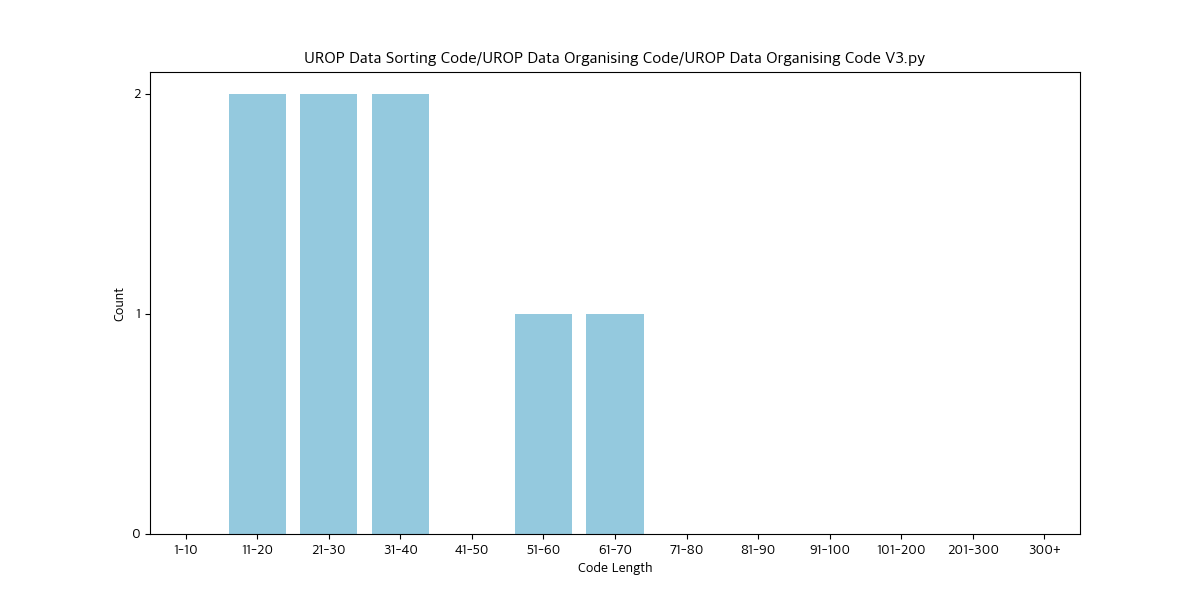 UROP Data Sorting Code/UROP Data Organising Code/UROP Data Organising Code V3.py
2
1
0
Count
1-10 11-20 21-30 31-40 41-50 51-60 61-70 71-80 81-90 91-100 101-200 201-300 300+
Code Length